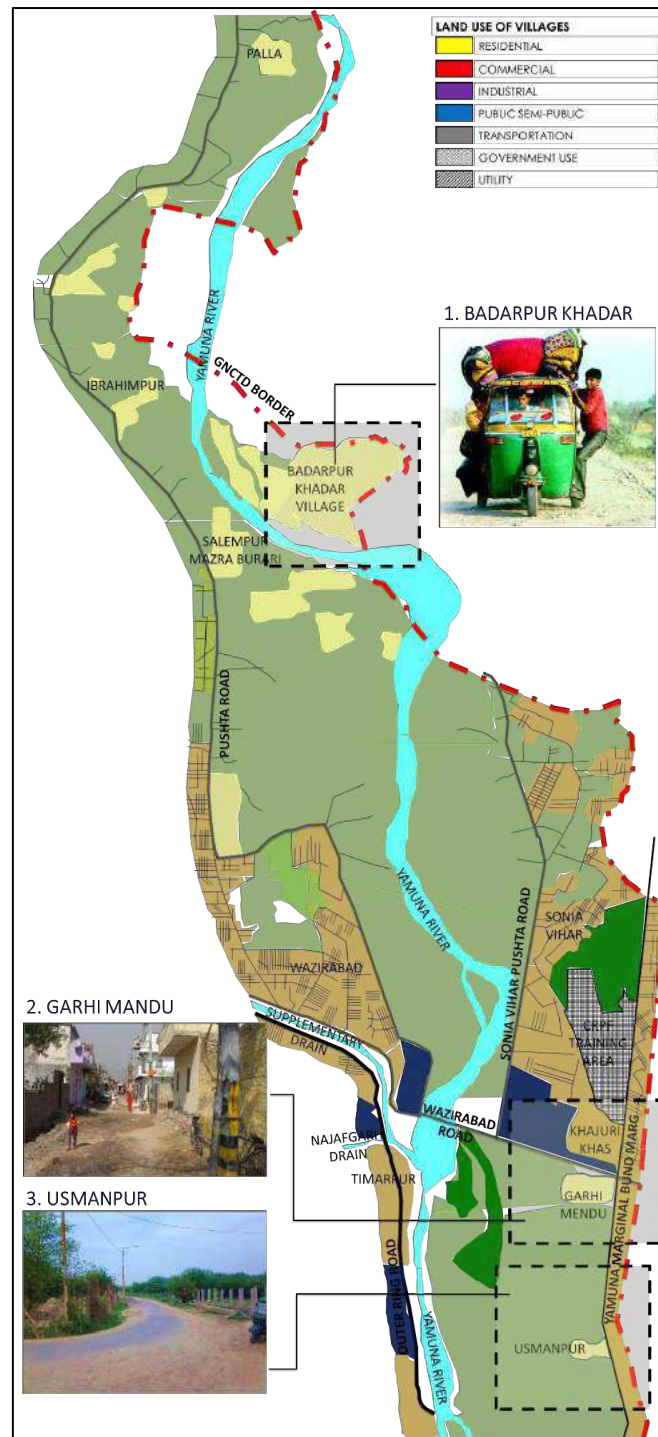 LAND USE OF VILLAGES
RESIDENTIAL
COMMERCIAL
INDUSTRIAL
PUBLIC SEMI-PUBLIC
TRANSPORTATION
GOVERNMENT USE
UTILITY
PALLA
YAMUNA RIVER
1. BADARPUR KHADAR
GNCTD BORDER
IBRAHIMPUR
BADARPUR
KHADAR
VILLAGE
SALEMPUR
MAZRA BURARI
PUSHTA ROAD
YAMUNA RIVER
SONIA VIHAR PUSHTA ROAD
SONIA
VIHAR
WAZIRABAD
CRPF
TRAINING
AREA
2. GARHI MANDU
SUPPLEMENTARY
DRAIN
WAZIRABAD
ROAD
KHAJURI
KHAS
NAJAFGARH
DRAIN
TIMARPUR
GARHI
MENDU
YAMUNA MARGINAL BUND MARG
3. USMANPUR
OUTER RING ROAD
YAMUNA RIVER
USMANPUR